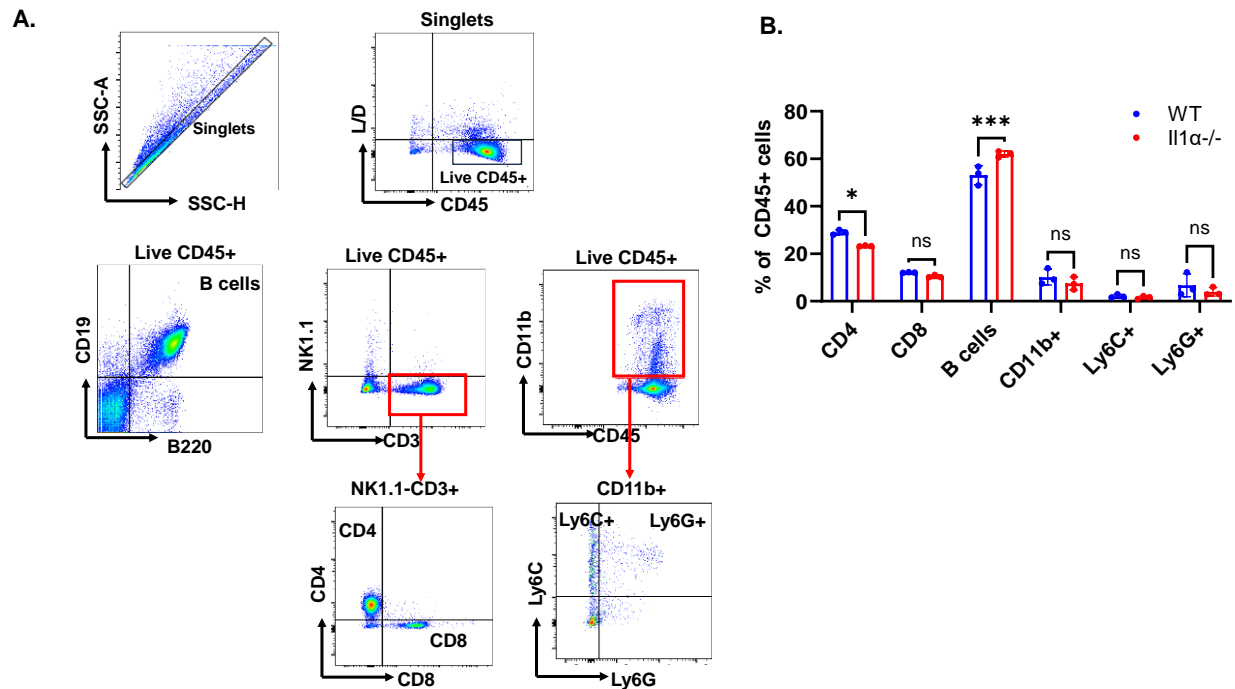 A.
SSC-A
Singlets
SSC-H
Singlets
L/D
Live CD45+
CD45
Live CD45+
B cells
CD19
B220
Live CD45+
NK1.1
CD3
Live CD45+
CD11b
CD45
NK1.1-CD3+
CD4
CD4
CD8
CD8
CD11b+
Ly6C+
Ly6G+
Ly6C
Ly6G
B.
WT
Il1α-/-
% of CD45+ cells
80
60
40
20
0
*
ns
***
ns
ns
ns
CD4
CD8
B cells
CD11b+
Ly6C+
Ly6G+